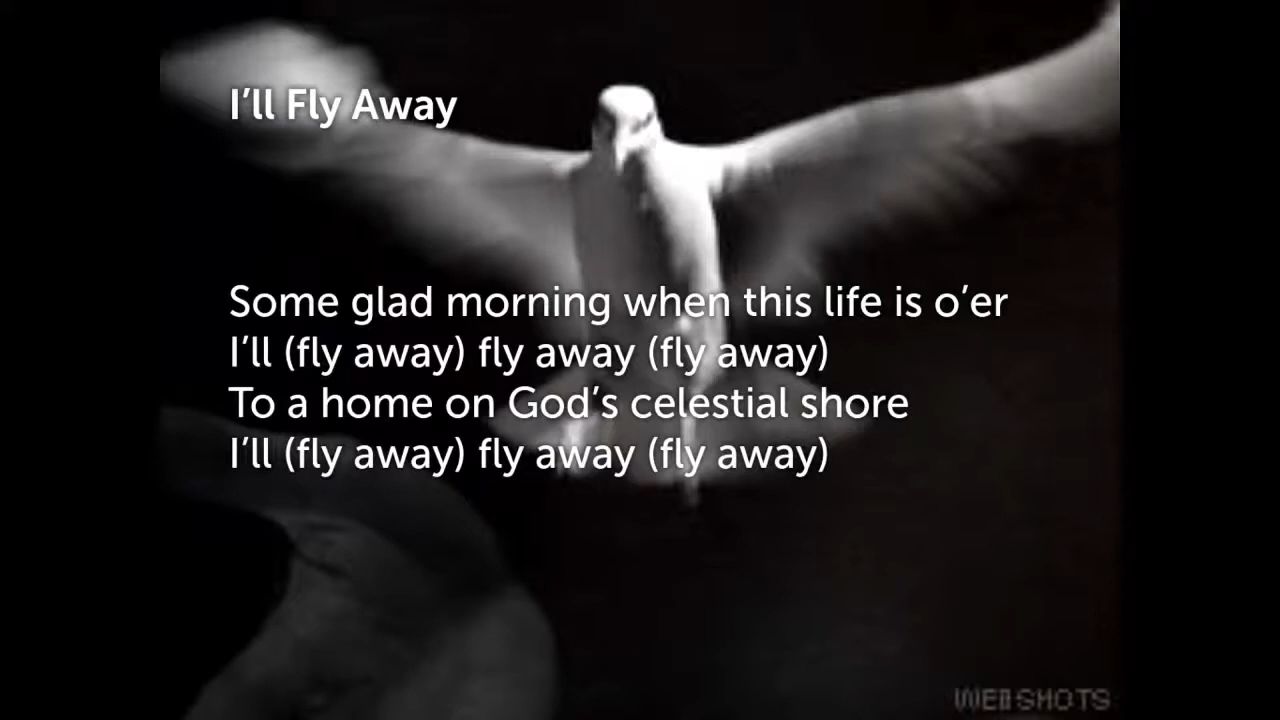 I’ll Fly Away
Some glad morning when this life is o’er
I’ll (fly away) fly away (fly away)
To a home on God’s celestial shore
I’ll (fly away) fly away (fly away)
WEBSHOTS